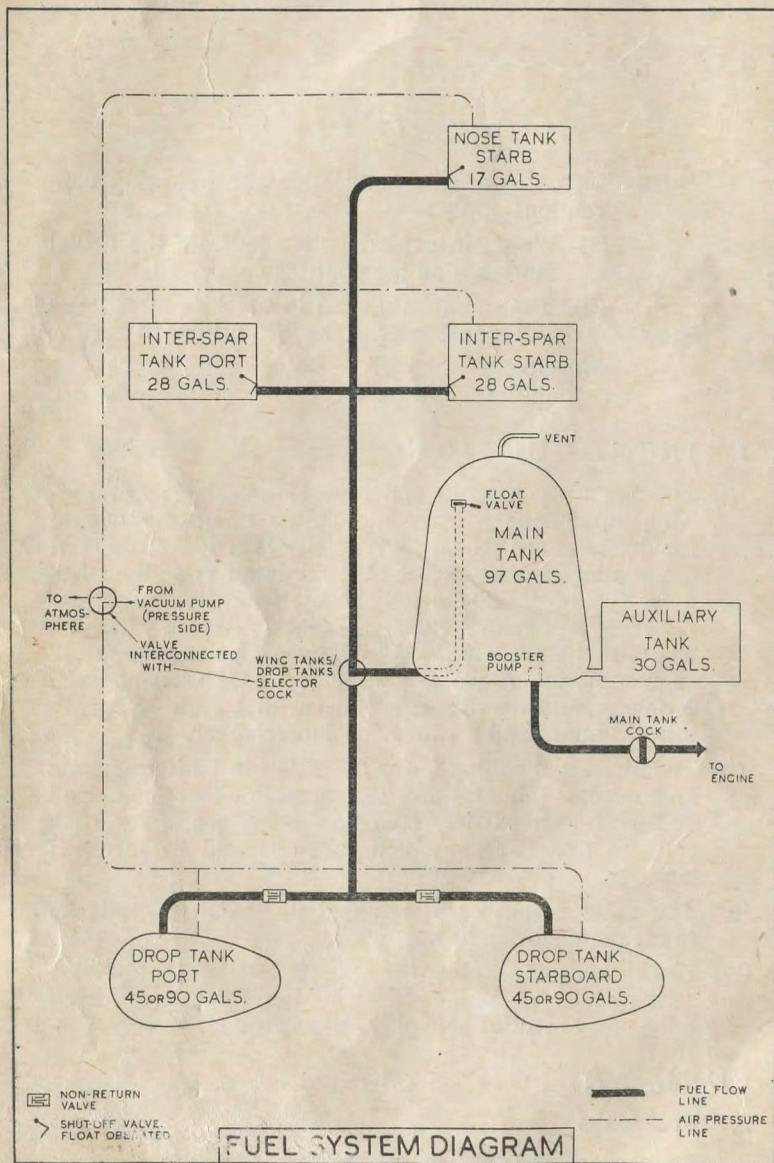 NOSE TANK
STARB
17 GALS.
INTER-SPAR
TANK PORT
28 GALS.
INTER-SPAR
TANK STARB
28 GALS.
VENT
FLOAT
VALVE
MAIN
TANK
97 GALS.
TO
ATMOS-
PHERE
FROM
VACUUM PUMP
(PRESSURE
SIDE)
VALVE
INTERCONNECTED
WITH
WING TANKS/
DROP TANKS
SELECTOR
COCK
BOOSTER
PUMP
AUXILIARY
TANK
30 GALS.
MAIN TANK
COCK
TO
ENGINE
DROP TANK
PORT
45 OR 90 GALS.
DROP TANK
STARBOARD
45 OR 90 GALS.
NON-RETURN
VALVE
SHUT-OFF VALVE.
FLOAT OPERATED
FUEL FLOW
LINE
AIR PRESSURE
LINE
FUEL SYSTEM DIAGRAM